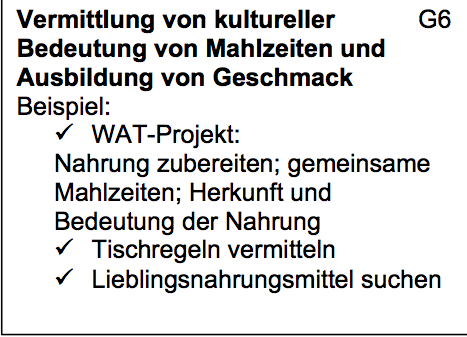 Vermittlung von kultureller G6
Bedeutung von Mahlzeiten und
Ausbildung von Geschmack
Beispiel:
✓ WAT-Projekt:
Nahrung zubereiten; gemeinsame
Mahlzeiten; Herkunft und
Bedeutung der Nahrung
✓ Tischregeln vermitteln
✓ Lieblingsnahrungsmittel suchen